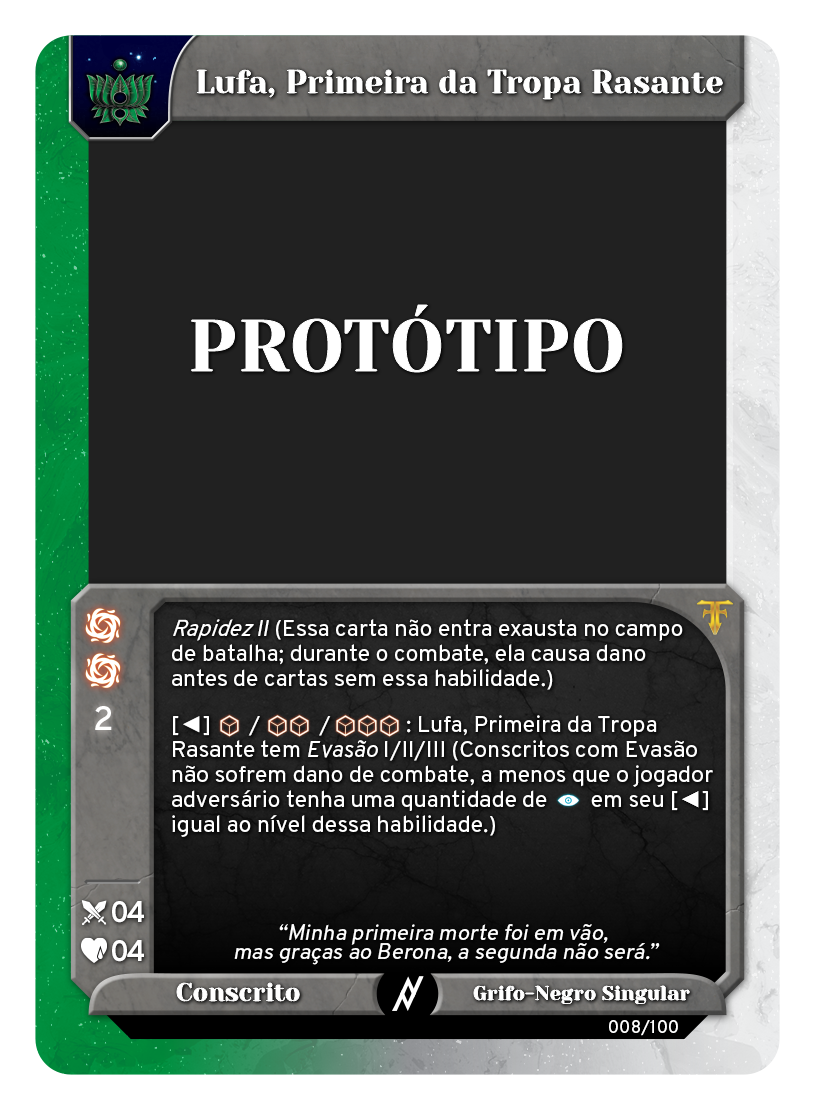 Lufa, Primeira da Tropa Rasante
PROTÓTIPO
2
Rapidez II (Essa carta não entra exausta no campo
de batalha; durante o combate, ela causa dano
antes de cartas sem essa habilidade.)
[◀] / / : Lufa, Primeira da Tropa
Rasante tem Evasão I/II/III (Conscritos com Evasão
não sofrem dano de combate, a menos que o jogador
adversário tenha uma quantidade de em seu [◀]
igual ao nível dessa habilidade.)
04
04
“Minha primeira morte foi em vão,
mas graças ao Berona, a segunda não será.”
Conscrito
Grifo-Negro Singular
008/100